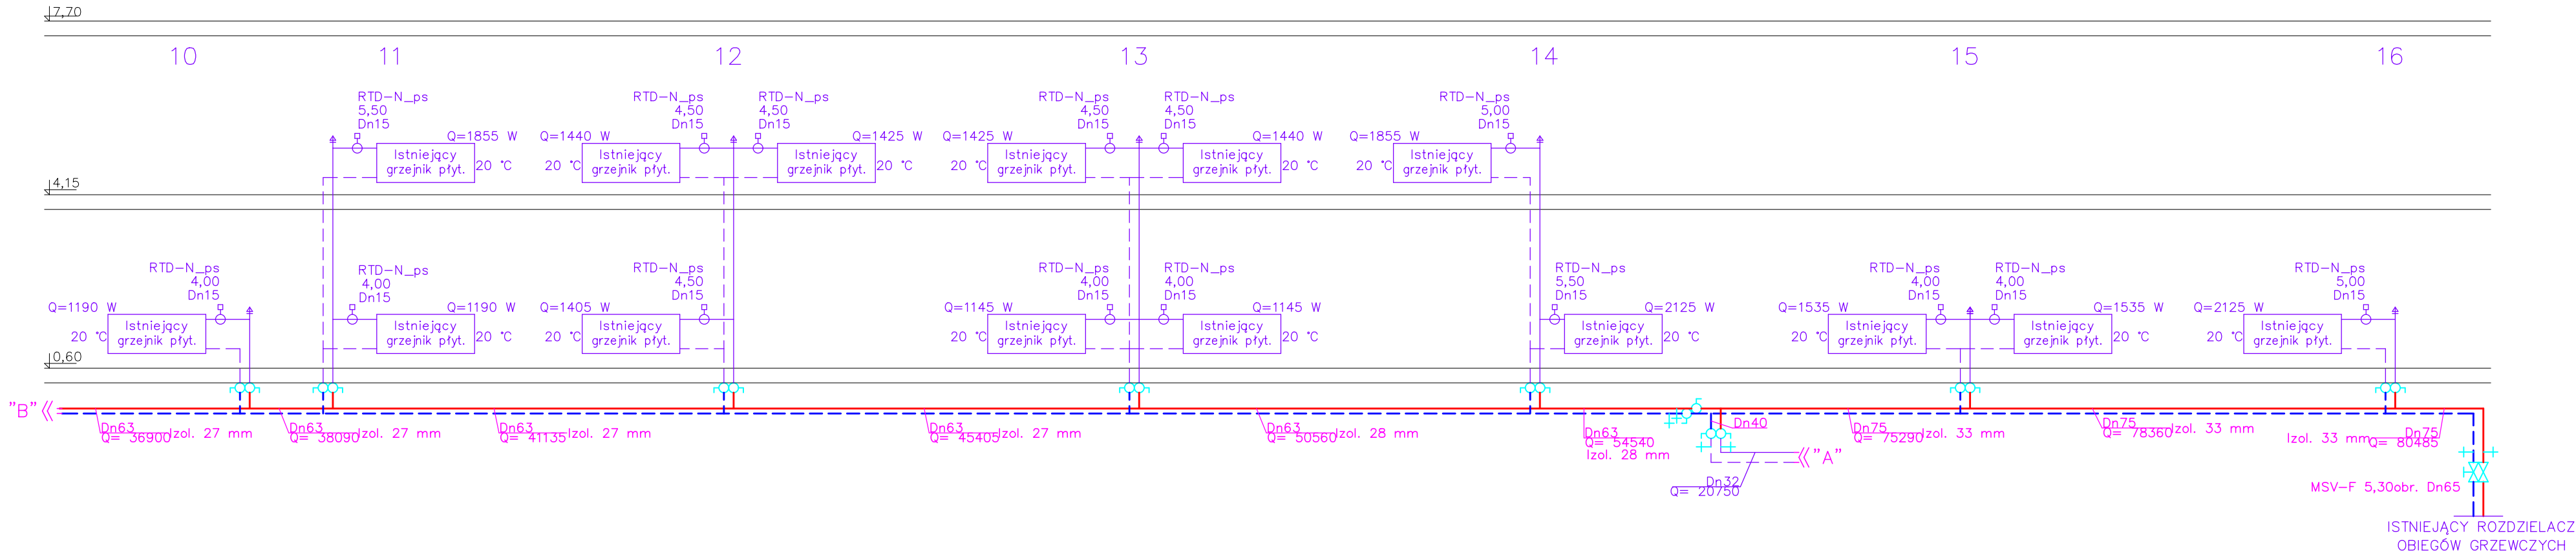 7,70
10
11
12
13
14
15
16
RTD-N_ps
5,50
Dn15
Q=1855 W
Istniejący
grzejnik płyt.
20 °C
RTD-N_ps
4,50
Dn15
Q=1440 W
20 °C
Istniejący
grzejnik płyt.
RTD-N_ps
4,50
Dn15
Q=1425 W
Istniejący
grzejnik płyt.
20 °C
RTD-N_ps
4,50
Dn15
Q=1425 W
20 °C
Istniejący
grzejnik płyt.
RTD-N_ps
4,50
Dn15
Q=1440 W
Istniejący
grzejnik płyt.
20 °C
RTD-N_ps
5,00
Dn15
Q=1855 W
20 °C
Istniejący
grzejnik płyt.
4,15
RTD-N_ps
4,00
Dn15
Q=1190 W
20 °C
Istniejący
grzejnik płyt.
RTD-N_ps
4,00
Dn15
Q=1190 W
Istniejący
grzejnik płyt.
20 °C
RTD-N_ps
4,50
Dn15
Q=1405 W
20 °C
Istniejący
grzejnik płyt.
RTD-N_ps
4,00
Dn15
Q=1145 W
20 °C
Istniejący
grzejnik płyt.
RTD-N_ps
4,00
Dn15
Q=1145 W
Istniejący
grzejnik płyt.
20 °C
RTD-N_ps
5,50
Dn15
Q=2125 W
Istniejący
grzejnik płyt.
20 °C
RTD-N_ps
4,00
Dn15
Q=1535 W
20 °C
Istniejący
grzejnik płyt.
RTD-N_ps
4,00
Dn15
Q=1535 W
Istniejący
grzejnik płyt.
20 °C
RTD-N_ps
5,00
Dn15
Q=2125 W
20 °C
Istniejący
grzejnik płyt.
0,60
"B"
Dn63
Q= 36900
Izol. 27 mm
Dn63
Q= 38090
Izol. 27 mm
Dn63
Q= 41135
Izol. 27 mm
Dn63
Q= 45405
Izol. 27 mm
Dn63
Q= 50560
Izol. 28 mm
Dn63
Q= 54540
Izol. 28 mm
Dn40
"A"
Dn32
Q= 20750
Dn75
Q= 75290
Izol. 33 mm
Dn75
Q= 78360
Izol. 33 mm
Izol. 33 mm
Dn75
Q= 80485
MSV-F 5,30obr. Dn65
ISTNIEJĄCY ROZDZIELACZ
OBIEGÓW GRZEWCZYCH